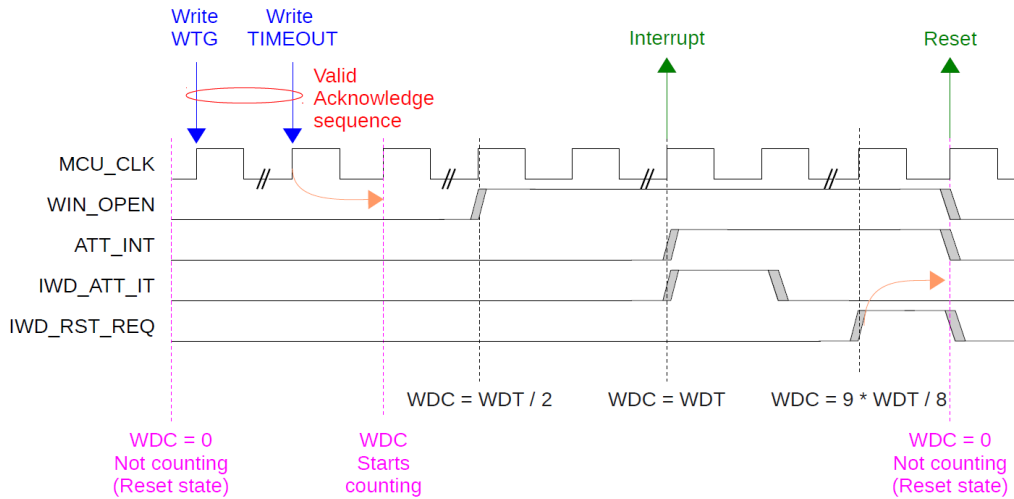 Write
WTG
Write
TIMEOUT
Interrupt
Reset
Valid
Acknowledge
sequence
MCU_CLK
WIN_OPEN
ATT_INT
IWD_ATT_IT
IWD_RST_REQ
WDC = WDT / 2
WDC = WDT
WDC = 9 * WDT / 8
WDC = 0
Not counting
(Reset state)
WDC
Starts
counting
WDC = 0
Not counting
(Reset state)